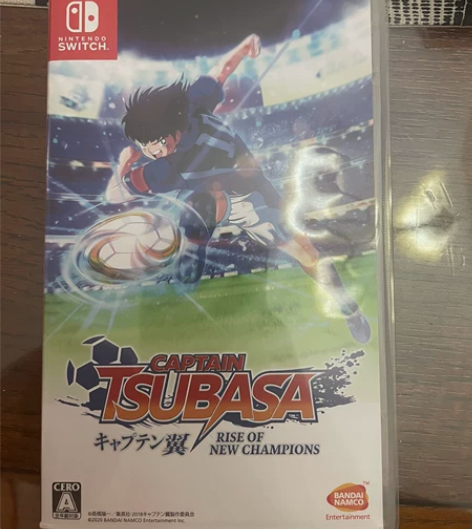 NINTENDO
SWITCH
CAPTAIN
TSUBASA
キャプテン翼
RISE OF
NEW CHAMPIONS
CERO
A
BANDAI
NAMCO
Entertainment
©2020 BANDAI NAMCO Entertainment Inc.